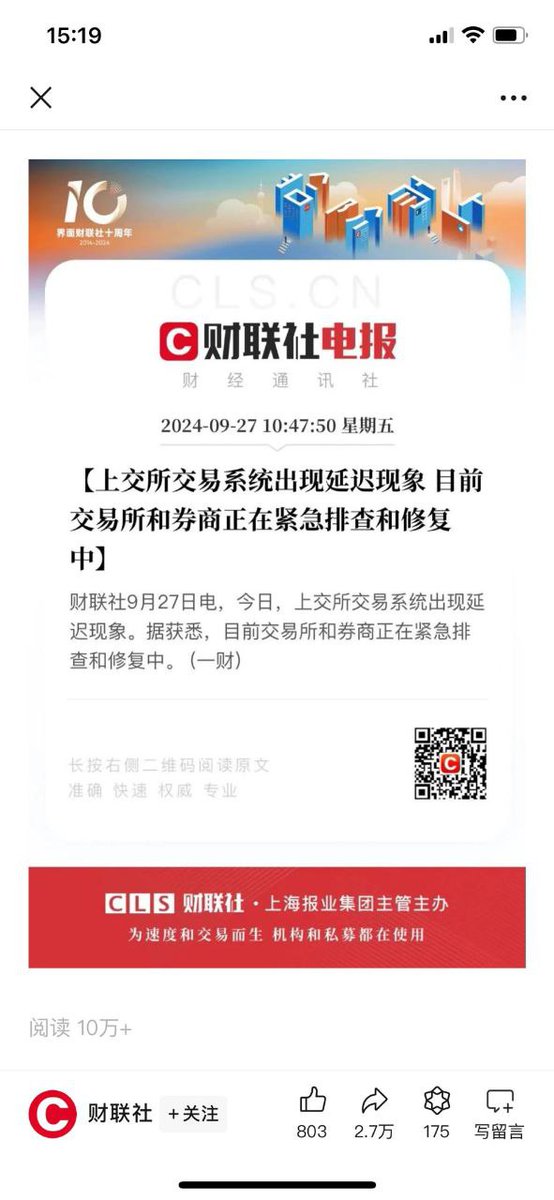 15:19
10
界面财联社十周年
2014-2024
CLS.CN
C 财联社电报
财经通讯社
2024-09-27 10:47:50 星期五
【上交所交易系统出现延迟现象 目前
交易所和券商正在紧急排查和修复
中】
财联社9月27日电，今日，上交所交易系统出现延
迟现象。据获悉，目前交易所和券商正在紧急排
查和修复中。（一财）
长按右侧二维码阅读原文
准确 快速 权威 专业
C
CLS 财联社·上海报业集团主管主办
为速度和交易而生 机构和私募都在使用
阅读 10万+
C 财联社 +关注
803 2.7万 175 写留言